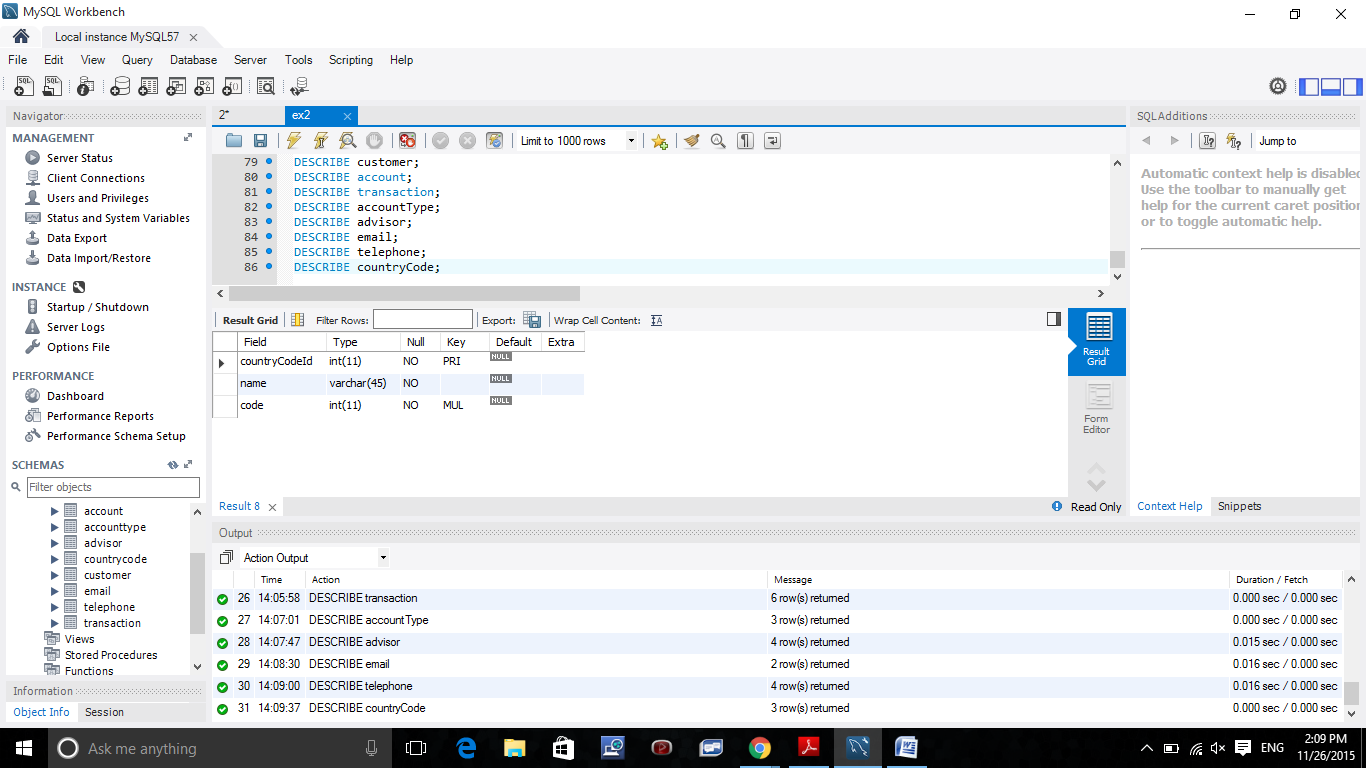 MySQL Workbench
Local instance MySQL57
File Edit View Query Database Server Tools Scripting Help
Navigator
MANAGEMENT
Server Status
Client Connections
Users and Privileges
Status and System Variables
Data Export
Data Import/Restore
INSTANCE
Startup / Shutdown
Server Logs
Options File
PERFORMANCE
Dashboard
Performance Reports
Performance Schema Setup
SCHEMAS
Filter objects
account
accounttype
advisor
countrycode
customer
email
telephone
transaction
Views
Stored Procedures
Functions
Information
Object Info Session
2* ex2
Limit to 1000 rows
79 DESCRIBE customer;
80 DESCRIBE account;
81 DESCRIBE transaction;
82 DESCRIBE accountType;
83 DESCRIBE advisor;
84 DESCRIBE email;
85 DESCRIBE telephone;
86 DESCRIBE countryCode;
Result Grid Filter Rows: Export: Wrap Cell Content: IA
Field Type Null Key Default Extra
countryCodeId int(11) NO PRI NULL
name varchar(45) NO NULL
code int(11) NO MUL NULL
Result Grid
Form Editor
Result 8 Read Only
SQLAdditions
Jump to
Automatic context help is disabled
Use the toolbar to manually get
help for the current caret position
or to toggle automatic help.
Context Help Snippets
Output
Action Output
Time Action Message Duration / Fetch
26 14:05:58 DESCRIBE transaction 6 row(s) returned 0.000 sec / 0.000 sec
27 14:07:01 DESCRIBE accountType 3 row(s) returned 0.000 sec / 0.000 sec
28 14:07:47 DESCRIBE advisor 4 row(s) returned 0.015 sec / 0.000 sec
29 14:08:30 DESCRIBE email 2 row(s) returned 0.016 sec / 0.000 sec
30 14:09:00 DESCRIBE telephone 4 row(s) returned 0.016 sec / 0.000 sec
31 14:09:37 DESCRIBE countryCode 3 row(s) returned 0.000 sec / 0.000 sec
Ask me anything
ENG
2:09 PM
11/26/2015